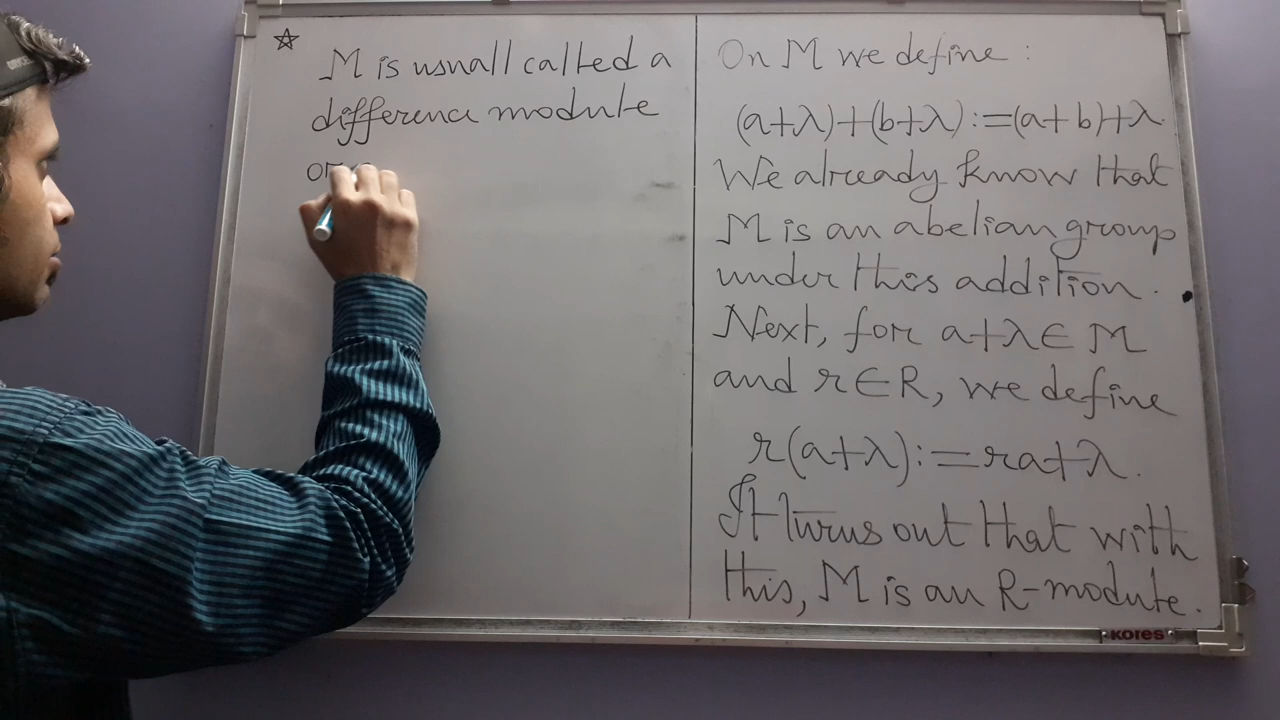 ☆ M is usuall called a
difference module
or
On M we define :
(a+λ)+(b+λ):=(a+b)+λ.
We already know that
M is an abelian group
under this addition.
Next, for a+λ∈M
and r∈R, we define
r(a+λ):=ra+λ.
It turns out that with
this, M is an R-module.
KORES